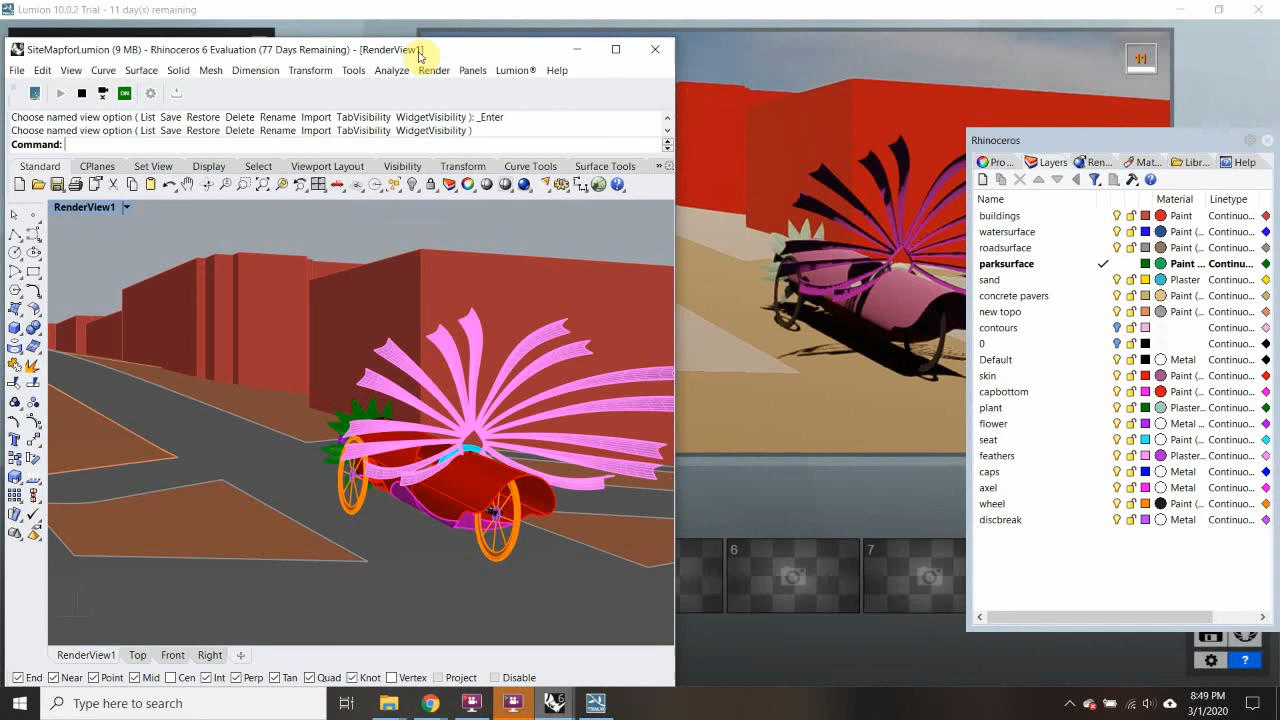 Lumion 10.0.2 Trial - 11 day(s) remaining
SiteMapforLumion (9 MB) - Rhinoceros 6 Evaluation (77 Days Remaining) - [RenderView1]
File Edit View Curve Surface Solid Mesh Dimension Transform Tools Analyze Render Panels Lumion® Help
ON
Choose named view option ( List Save Restore Delete Rename Import TabVisibility WidgetVisibility ): _Enter
Choose named view option ( List Save Restore Delete Rename Import TabVisibility WidgetVisibility )
Command:
Standard CPlanes Set View Display Select Viewport Layout Visibility Transform Curve Tools Surface Tools »
RenderView1
11
Rhinoceros
Pro... Layers Ren... Mat... Libr... Help
Name Material Linetype
buildings Paint Continuo...
watersurface Paint (... Continuo...
roadsurface Paint (... Continuo...
parksurface Paint ... Continu...
sand Plaster Continuo...
concrete pavers Paint (... Continuo...
new topo Paint (... Continuo...
contours Continuo...
0 Continuo...
Default Metal Continuo...
skin Paint (... Continuo...
capbottom Paint (... Continuo...
plant Plaster... Continuo...
flower Metal ... Continuo...
seat Paint (... Continuo...
feathers Plaster... Continuo...
caps Metal Continuo...
axel Metal Continuo...
wheel Paint (... Continuo...
discbreak Metal Continuo...
6 7
RenderView1 Top Front Right
End Near Point Mid Cen Int Perp Tan Quad Knot Vertex Project Disable
?
Type here to search
8:49 PM
3/1/2020